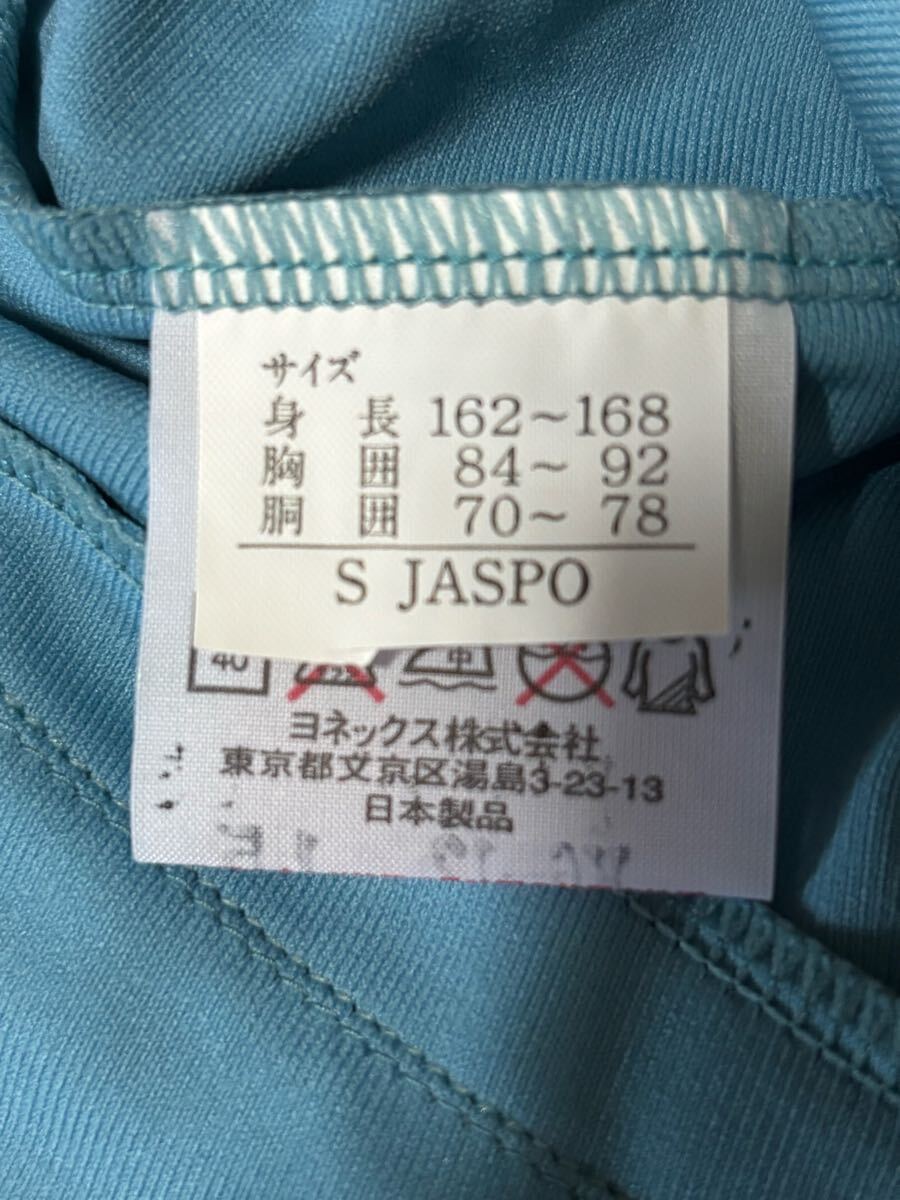 サイズ
身 長 162～168
胸 囲 84～ 92
胴 囲 70～ 78
S JASPO
40 中
ヨネックス株式会社
東京都文京区湯島3-23-13
日本製品